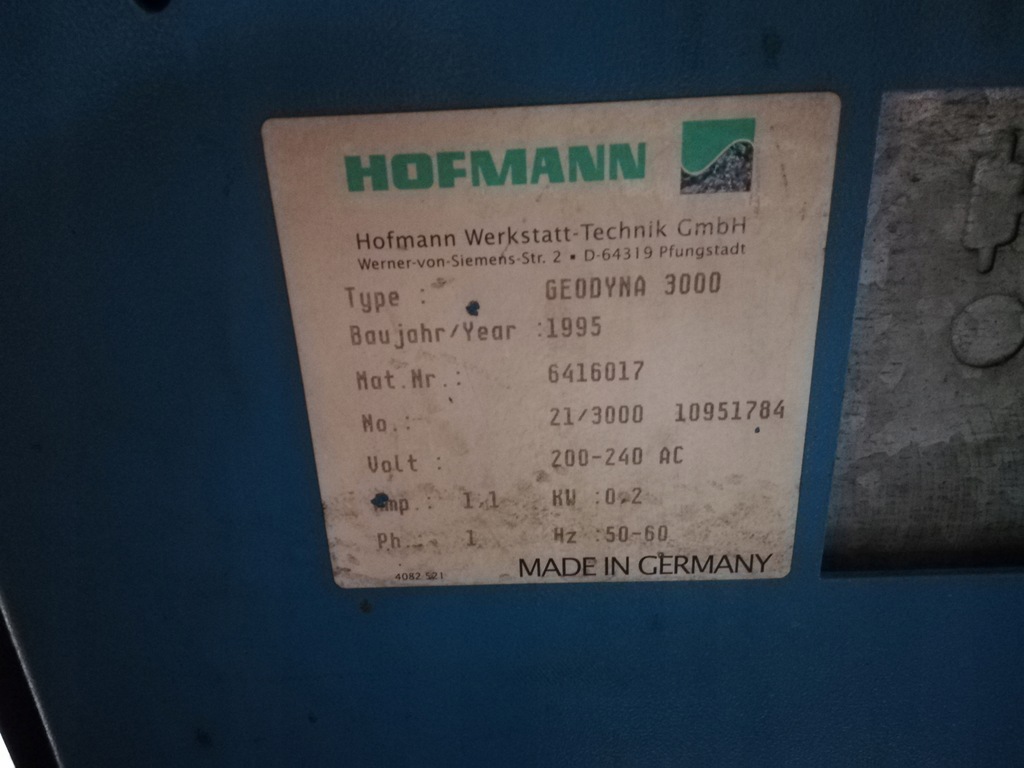 HOFMANN
Hofmann Werkstatt-Technik GmbH
Werner-von-Siemens-Str. 2 • D-64319 Pfungstadt
Type : GEODYNA 3000
Baujahr/Year :1995
Mat.Nr.: 6416017
No.: 21/3000 10951784
Volt : 200-240 AC
Amp.: 1,1 KW :0,2
Ph.: 1 Hz :50-60
4082 521 MADE IN GERMANY